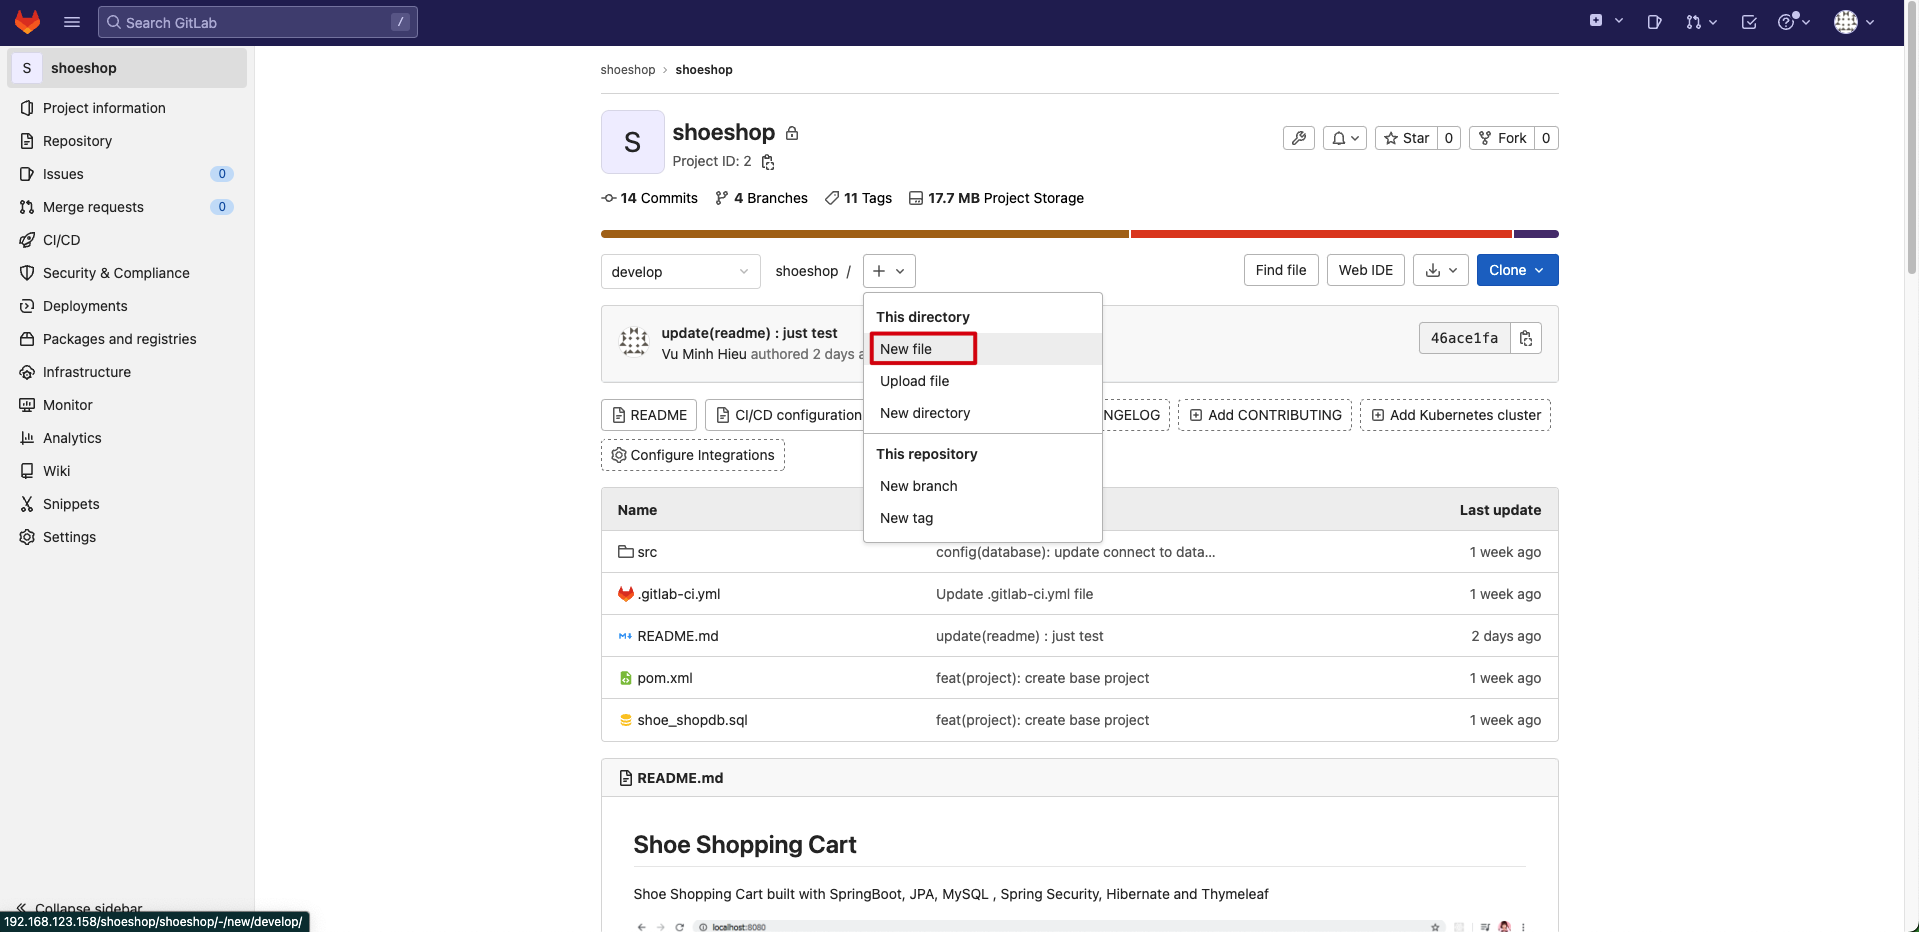 Search GitLab /
S shoeshop
Project information
Repository
Issues 0
Merge requests 0
CI/CD
Security & Compliance
Deployments
Packages and registries
Infrastructure
Monitor
Analytics
Wiki
Snippets
Settings
Collapse sidebar
192.168.123.158/shoeshop/shoeshop/-/new/develop/
shoeshop › shoeshop
S
shoeshop
Project ID: 2
Star 0 Fork 0
14 Commits 4 Branches 11 Tags 17.7 MB Project Storage
develop shoeshop / +
Find file Web IDE Clone
This directory
New file
Upload file
New directory
This repository
New branch
New tag
update(readme) : just test
Vu Minh Hieu authored 2 days a
46ace1fa
README CI/CD configuration NGELOG Add CONTRIBUTING Add Kubernetes cluster
Configure Integrations
Name Last update
src config(database): update connect to data... 1 week ago
.gitlab-ci.yml Update .gitlab-ci.yml file 1 week ago
README.md update(readme) : just test 2 days ago
pom.xml feat(project): create base project 1 week ago
shoe_shopdb.sql feat(project): create base project 1 week ago
README.md
Shoe Shopping Cart
Shoe Shopping Cart built with SpringBoot, JPA, MySQL , Spring Security, Hibernate and Thymeleaf
localhost:8080